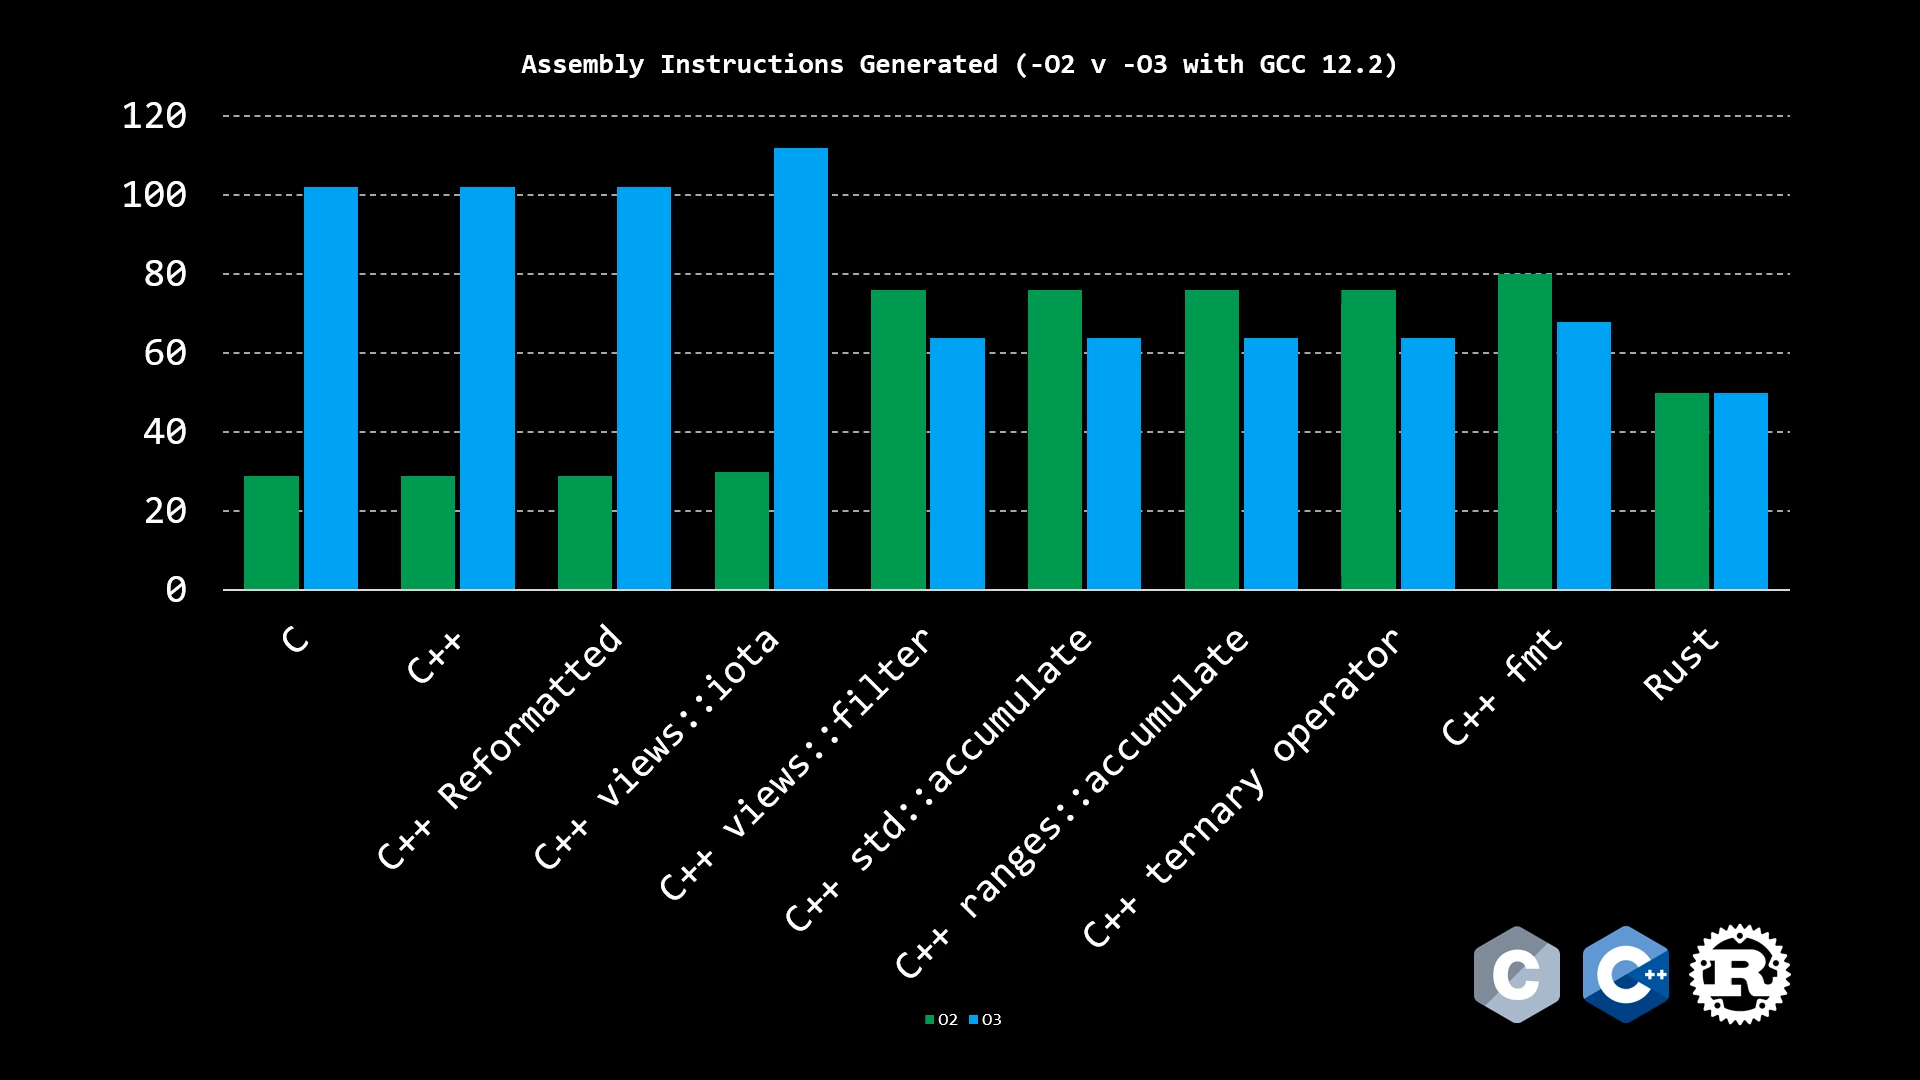 Assembly Instructions Generated (-O2 v -O3 with GCC 12.2)
120
100
80
60
40
20
0
C
C++
C++ Reformatted
C++ views::iota
C++ views::filter
C++ std::accumulate
C++ ranges::accumulate
C++ ternary operator
C++ fmt
Rust
O2
O3
C
C++
R